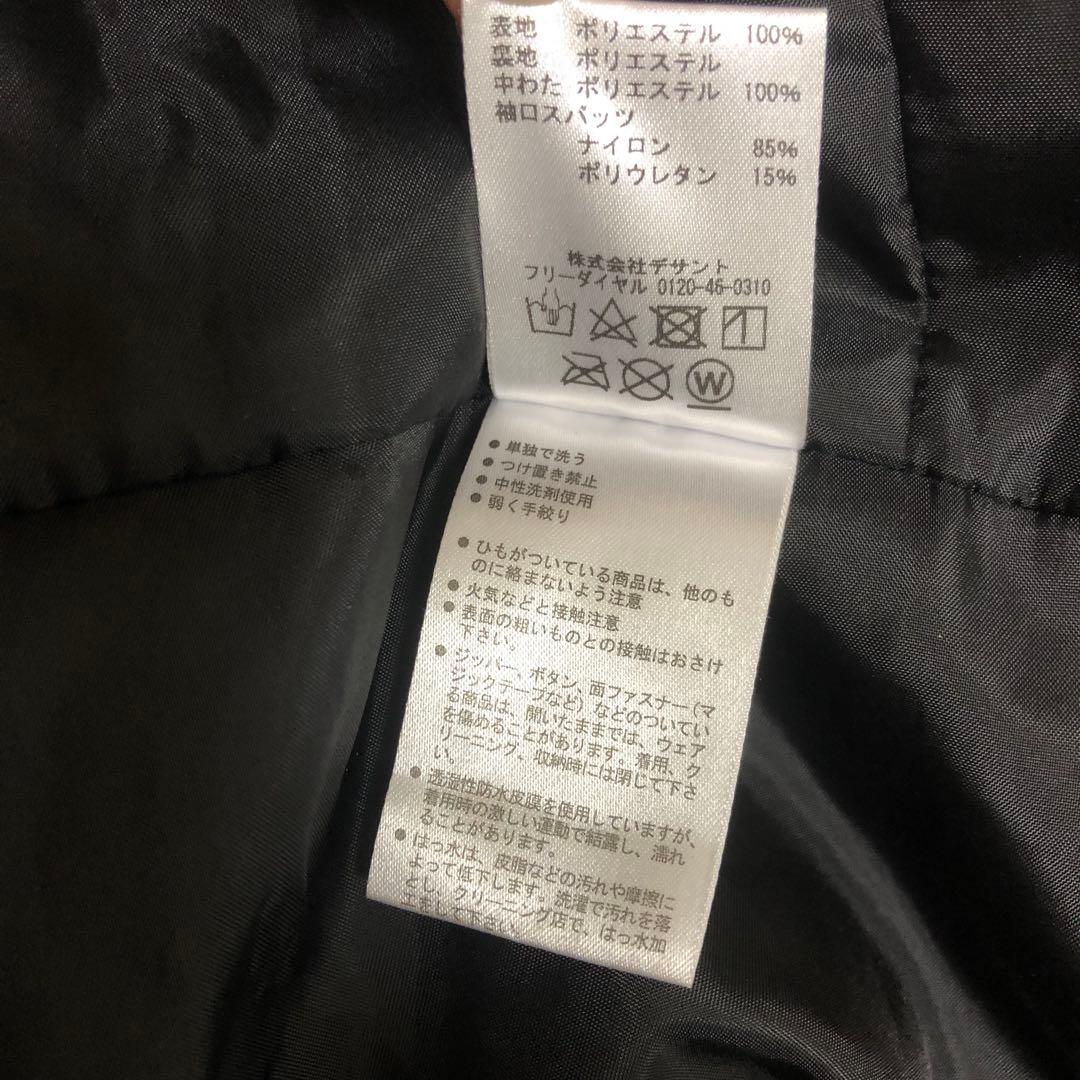 表地 ポリエステル 100%
裏地 ポリエステル
中わた ポリエステル 100%
袖口スパッツ
ナイロン 85%
ポリウレタン 15%
株式会社デサント
フリーダイヤル 0120-46-0310
W
● 単独で洗う
● つけ置き禁止
● 中性洗剤使用
● 弱く手絞り
● ひもがついている商品は、他のも
のに絡まないよう注意
● 火気などと接触注意
● 表面の粗いものとの接触はおさけ
下さい。
● ジッパー、ボタン、面ファスナー(マ
ジックテープなど)などのついてい
る商品は、開いたままでは、ウェア
を傷めることがあります。着用、ク
リーニング、収納時には閉じて下さ
い。
● 透湿性防水皮膜を使用していますが、
着用時の激しい運動で結露し、濡れ
ることがあります。
● はっ水は、皮脂などの汚れや摩擦に
よって低下します。洗濯で汚れを落
とし、クリーニング店で、はっ水加
工をして下さい。